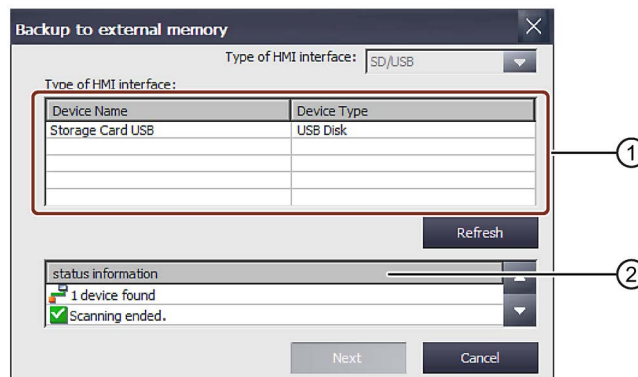 Backup to external memory
Type of HMI interface: SD/USB
Type of HMI interface:
Device Name Device Type
Storage Card USB USB Disk
1
Refresh
status information
2
1 device found
Scanning ended.
Next Cancel